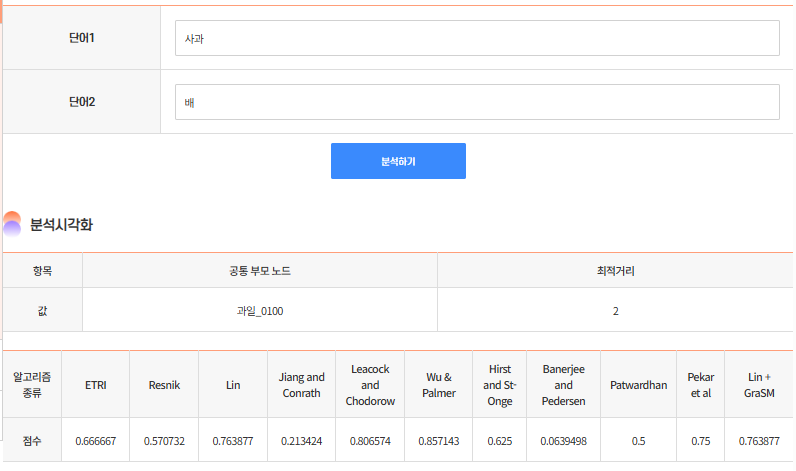 단어1
사과
단어2
배
분석하기
분석시각화
항목 공통 부모 노드 최적거리
값 과일_0100 2
알고리즘 종류 ETRI Resnik Lin Jiang and Conrath Leacock and Chodorow Wu & Palmer Hirst and St-Onge Banerjee and Pedersen Patwardhan Pekar et al Lin + GraSM
점수 0.666667 0.570732 0.763877 0.213424 0.806574 0.857143 0.625 0.0639498 0.5 0.75 0.763877